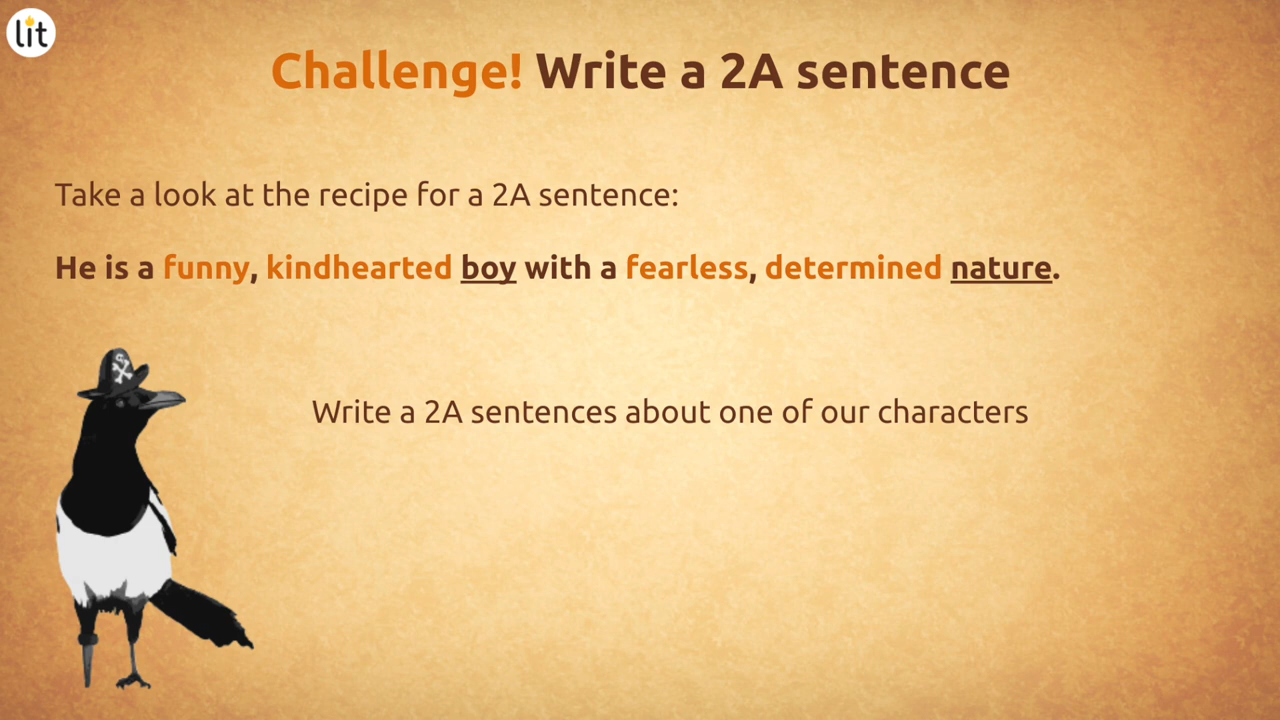 lit
Challenge! Write a 2A sentence
Take a look at the recipe for a 2A sentence:
He is a funny, kindhearted boy with a fearless, determined nature.
Write a 2A sentences about one of our characters